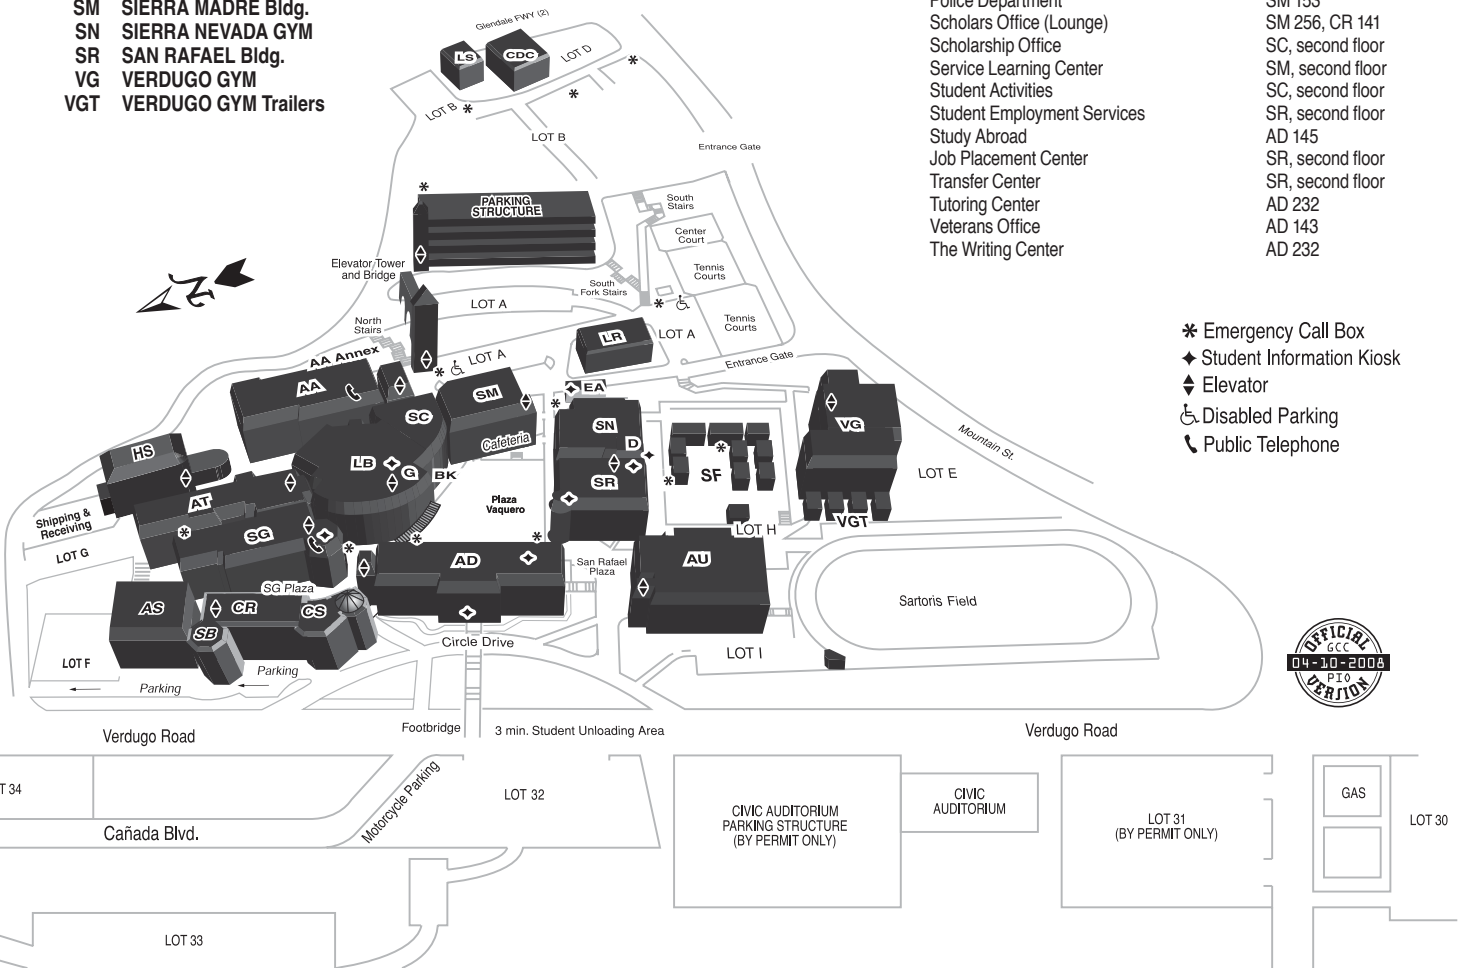 SM SIERRA MADRE Bldg.
SN SIERRA NEVADA GYM
SR SAN RAFAEL Bldg.
VG VERDUGO GYM
VGT VERDUGO GYM Trailers
Police Department SM 153
Scholars Office (Lounge) SM 256, CR 141
Scholarship Office SC, second floor
Service Learning Center SM, second floor
Student Activities SC, second floor
Student Employment Services SR, second floor
Study Abroad AD 145
Job Placement Center SR, second floor
Transfer Center SR, second floor
Tutoring Center AD 232
Veterans Office AD 143
The Writing Center AD 232
Emergency Call Box
Student Information Kiosk
Elevator
Disabled Parking
Public Telephone
Glendale FWY (2)
LS
CDC
LOT D
LOT B
LOT B
Entrance Gate
PARKING
STRUCTURE
South
Stairs
Center
Court
Tennis
Courts
Elevator Tower
and Bridge
N
South
Fork Stairs
LOT A
North
Stairs
Tennis
Courts
LR
LOT A
LOT A
Entrance Gate
AA Annex
AA
SM
EA
SC
SN
VG
Mountain St.
Cafeteria
D
HS
LB
G
BK
SR
SF
LOT E
AT
Plaza
Vaquero
Shipping &
Receiving
VGT
LOT H
SG
LOT G
AD
San Rafael
Plaza
AU
SG Plaza
AS
CR
CS
Sartoris Field
SB
Circle Drive
LOT I
LOT F
Parking
Parking
OFFICIAL
GCC
04-10-2008
PIO
VERSION
Verdugo Road
Footbridge
3 min. Student Unloading Area
Verdugo Road
T 34
Motorcycle Parking
LOT 32
CIVIC AUDITORIUM
PARKING STRUCTURE
(BY PERMIT ONLY)
CIVIC
AUDITORIUM
LOT 31
(BY PERMIT ONLY)
GAS
LOT 30
Cañada Blvd.
LOT 33